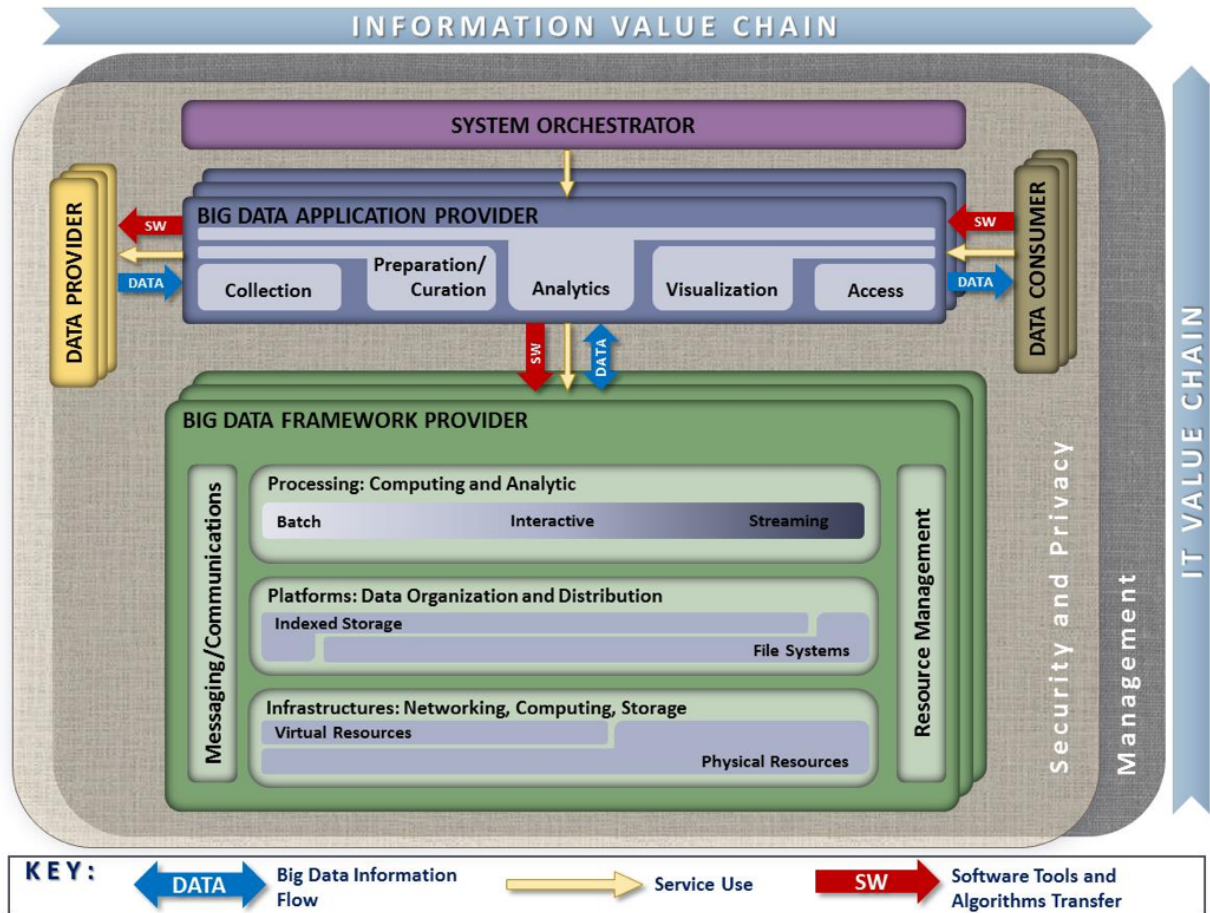 INFORMATION VALUE CHAIN
SYSTEM ORCHESTRATOR
DATA PROVIDER
SW
DATA
BIG DATA APPLICATION PROVIDER
Collection
Preparation/
Curation
Analytics
Visualization
Access
SW
DATA
DATA CONSUMER
SW
DATA
BIG DATA FRAMEWORK PROVIDER
Messaging/Communications
Processing: Computing and Analytic
Batch
Interactive
Streaming
Platforms: Data Organization and Distribution
Indexed Storage
File Systems
Infrastructures: Networking, Computing, Storage
Virtual Resources
Physical Resources
Resource Management
Security and Privacy
Management
IT VALUE CHAIN
KEY:
DATA
Big Data Information
Flow
Service Use
SW
Software Tools and
Algorithms Transfer